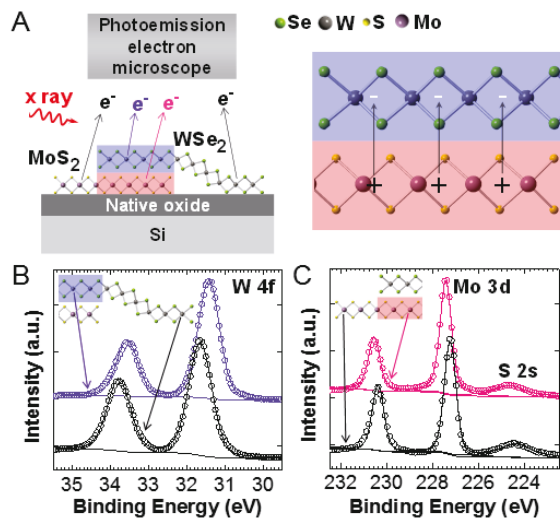 A
Photoemission
electron
microscope
Se W S Mo
x ray
e- e- e- e-
MoS2
WSe2
Native oxide
Si
- - -
+ + +
B
W 4f
Intensity (a.u.)
35 34 33 32 31 30
Binding Energy (eV)
C
Mo 3d
S 2s
Intensity (a.u.)
232 230 228 226 224
Binding Energy (eV)